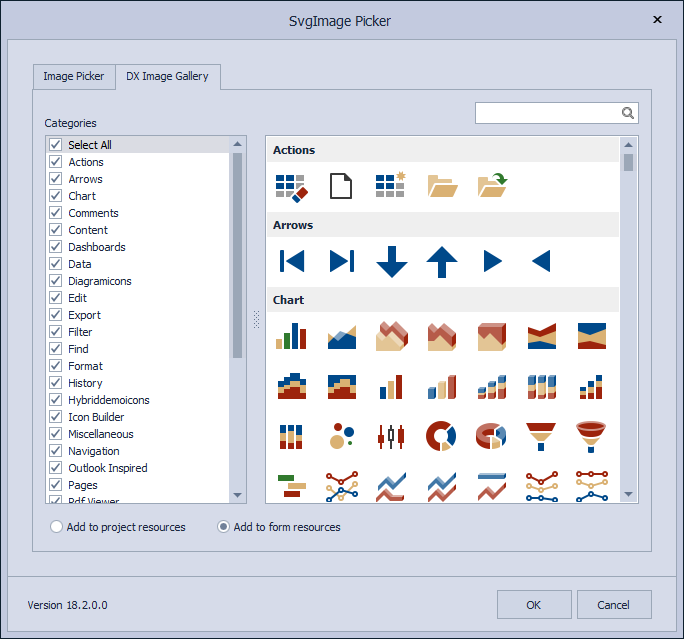 SvgImage Picker
Image Picker
DX Image Gallery
Categories
Select All
Actions
Arrows
Chart
Comments
Content
Dashboards
Data
Diagramicons
Edit
Export
Filter
Find
Format
History
Hybriddemoicons
Icon Builder
Miscellaneous
Navigation
Outlook Inspired
Pages
Pdf Viewer
Actions
Arrows
Chart
Add to project resources
Add to form resources
Version 18.2.0.0
OK
Cancel